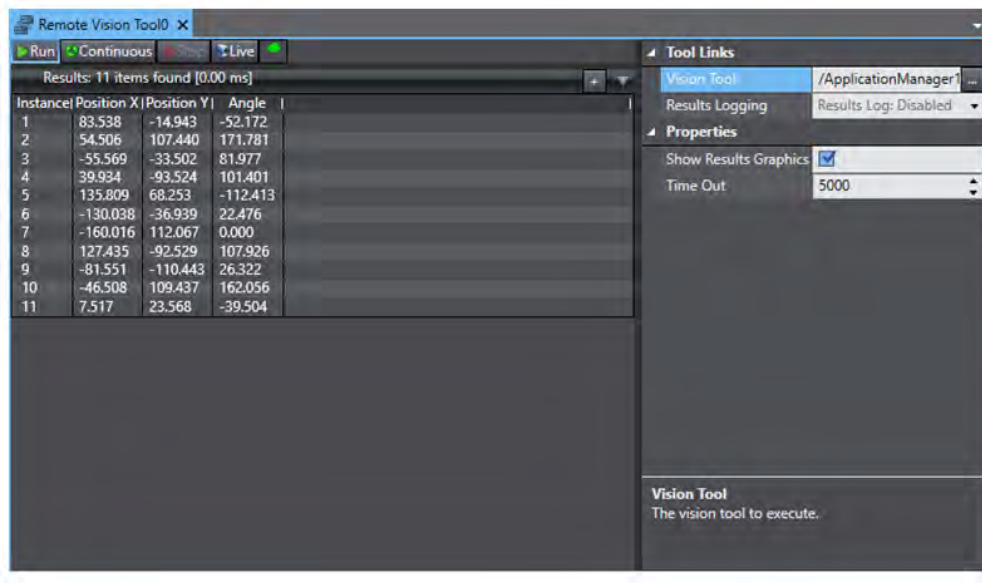 Remote Vision Tool0
Run Continuous Stop Live
Results: 11 items found [0.00 ms]
Instance Position X Position Y Angle
1 83.538 -14.943 -52.172
2 54.506 107.440 171.781
3 -55.569 -33.502 81.977
4 39.934 -93.524 101.401
5 135.809 68.253 -112.413
6 -130.038 -36.939 22.476
7 -160.016 112.067 0.000
8 127.435 -92.529 107.926
9 -81.551 -110.443 26.322
10 -46.508 109.437 162.056
11 7.517 23.568 -39.504
Tool Links
Vision Tool /ApplicationManager1 ...
Results Logging Results Log: Disabled
Properties
Show Results Graphics
Time Out 5000
Vision Tool
The vision tool to execute.